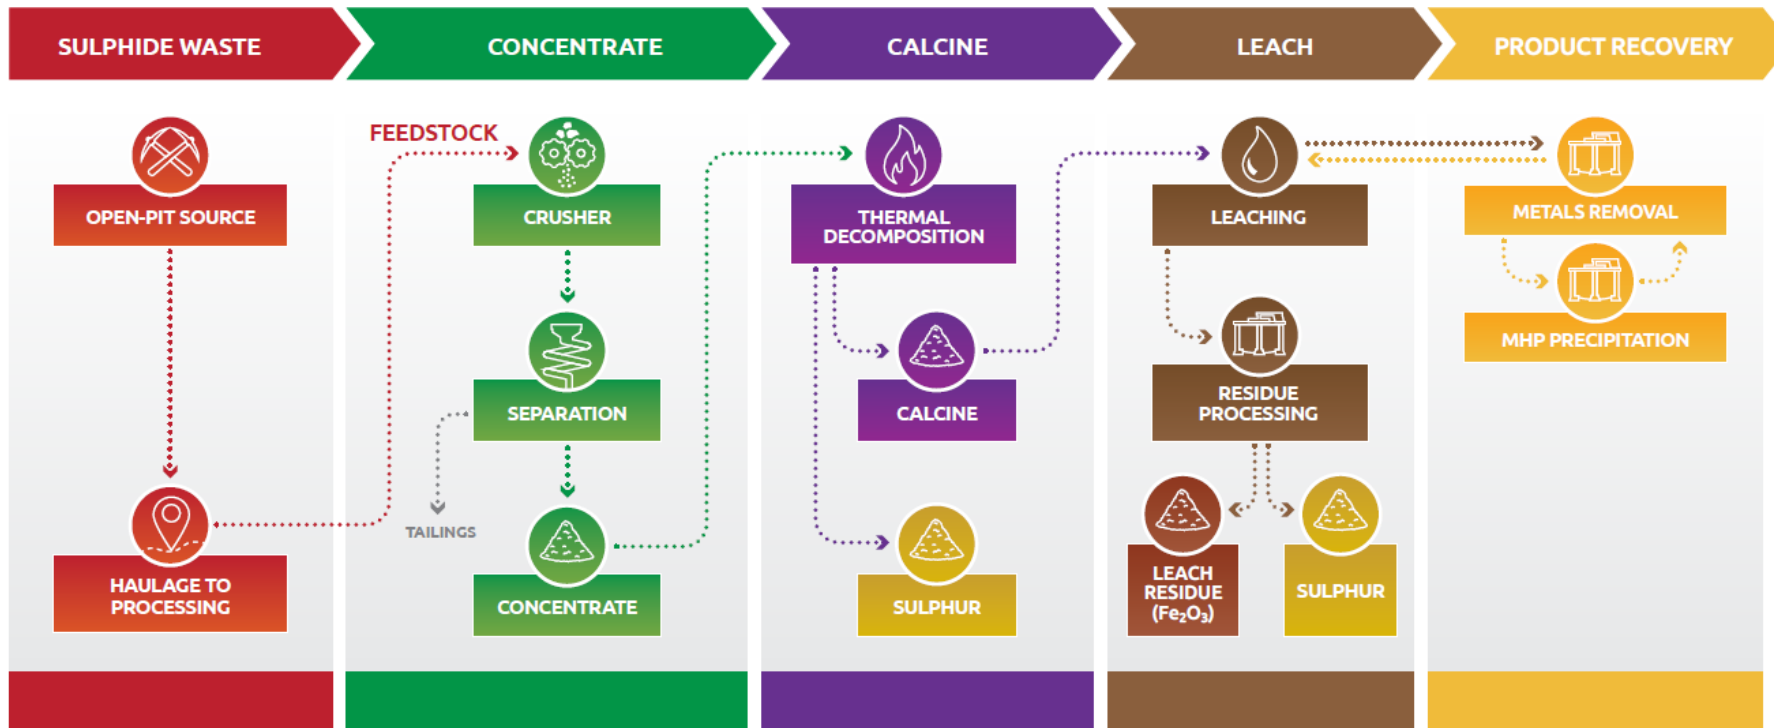 SULPHIDE WASTE
CONCENTRATE
CALCINE
LEACH
PRODUCT RECOVERY
OPEN-PIT SOURCE
HAULAGE TO
PROCESSING
FEEDSTOCK
CRUSHER
SEPARATION
TAILINGS
CONCENTRATE
THERMAL
DECOMPOSITION
CALCINE
SULPHUR
LEACHING
RESIDUE
PROCESSING
LEACH
RESIDUE
(Fe₂O₃)
SULPHUR
METALS REMOVAL
MHP PRECIPITATION